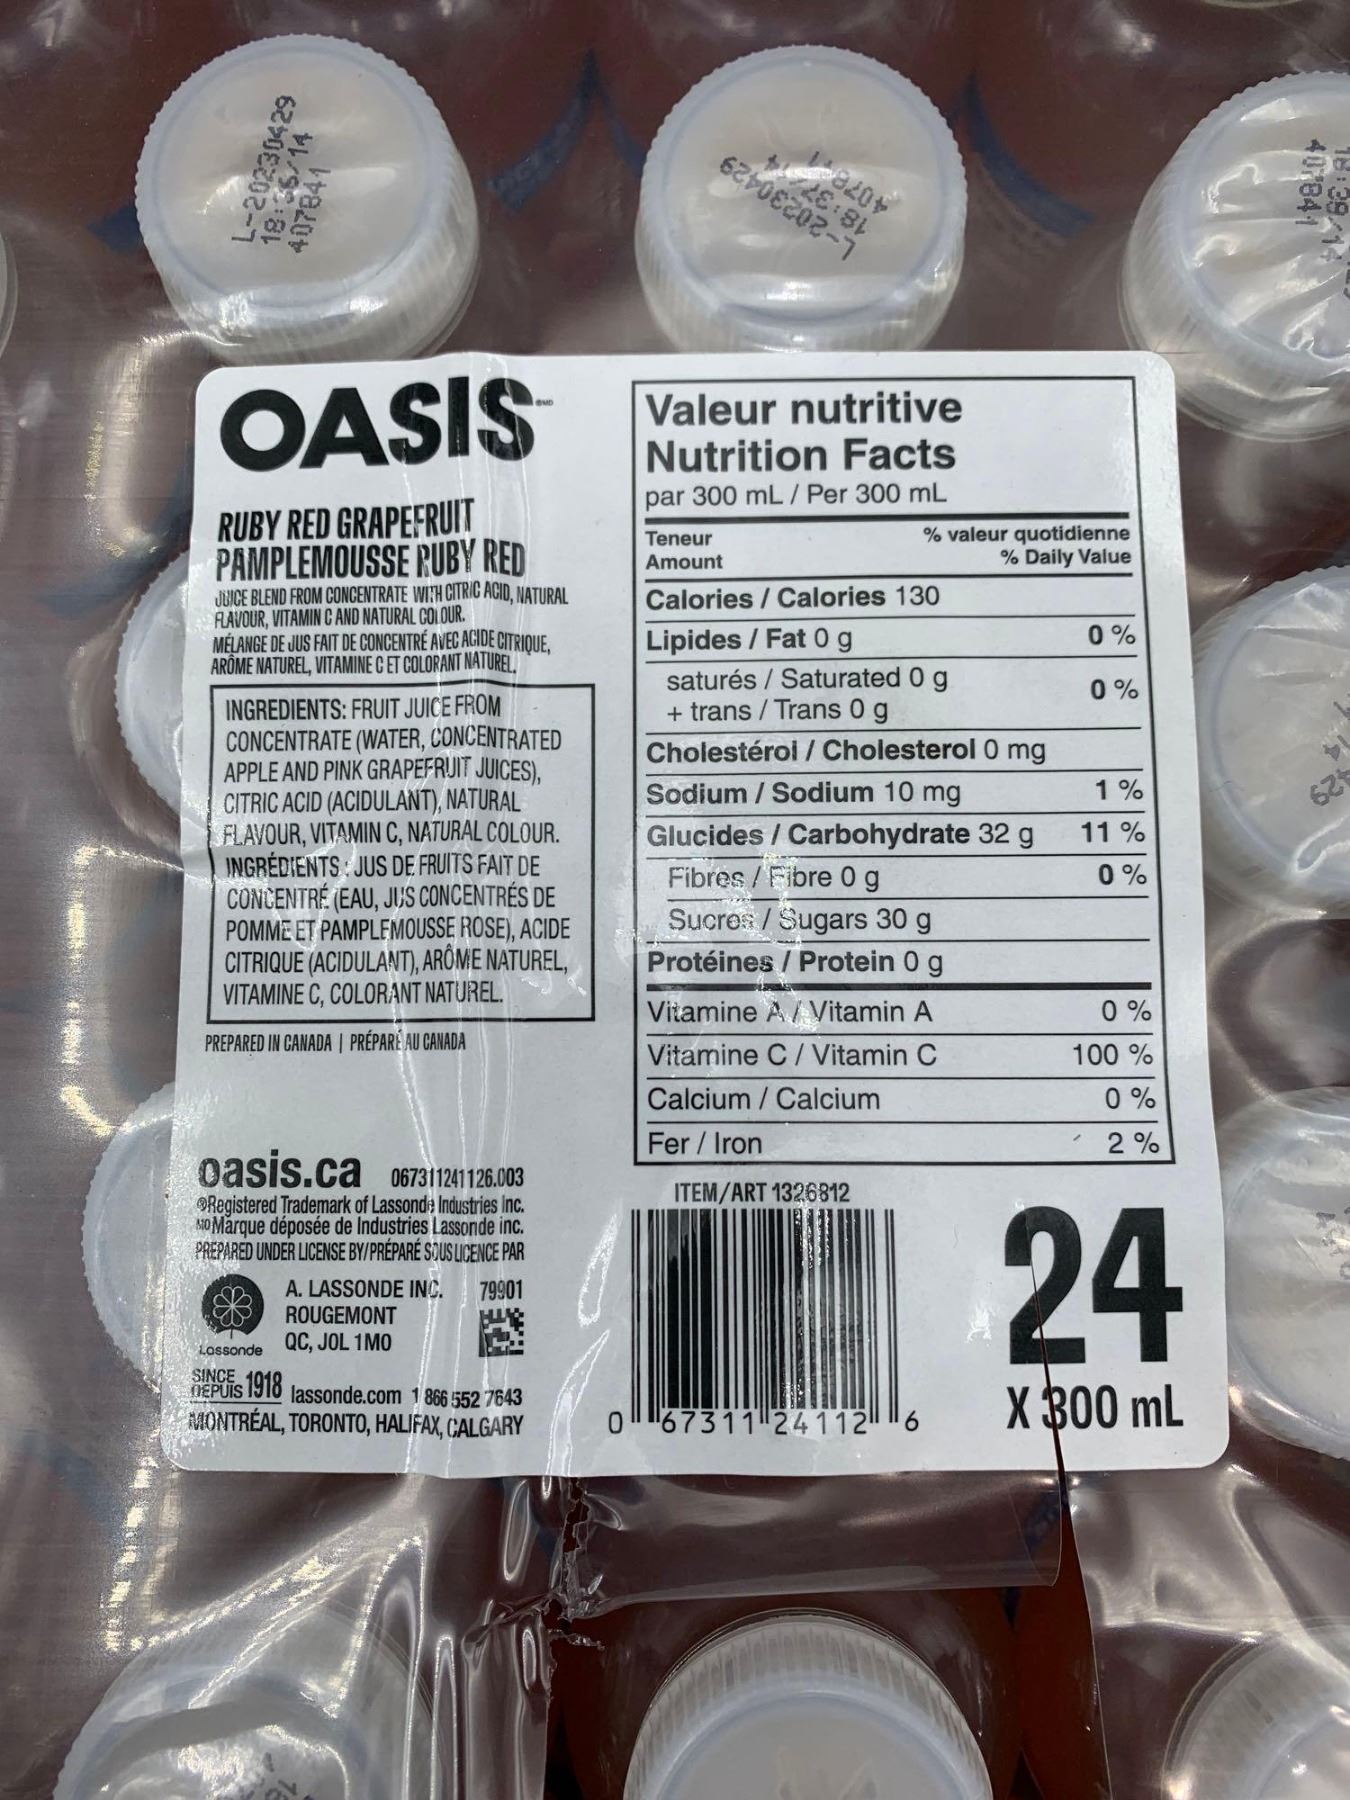 L-20230429
18:36/14
407841
L-20230429
18:37/14
407841
18:38/14
407841
OASIS
RUBY RED GRAPEFRUIT
PAMPLEMOUSSE RUBY RED
JUICE BLEND FROM CONCENTRATE WITH CITRIC ACID, NATURAL
FLAVOUR, VITAMIN C AND NATURAL COLOUR.
MÉLANGE DE JUS FAIT DE CONCENTRÉ AVEC ACIDE CITRIQUE,
ARÔME NATUREL, VITAMINE C ET COLORANT NATUREL.
INGREDIENTS: FRUIT JUICE FROM
CONCENTRATE (WATER, CONCENTRATED
APPLE AND PINK GRAPEFRUIT JUICES),
CITRIC ACID (ACIDULANT), NATURAL
FLAVOUR, VITAMIN C, NATURAL COLOUR.
INGRÉDIENTS : JUS DE FRUITS FAIT DE
CONCENTRÉ (EAU, JUS CONCENTRÉS DE
POMME ET PAMPLEMOUSSE ROSE), ACIDE
CITRIQUE (ACIDULANT), ARÔME NATUREL,
VITAMINE C, COLORANT NATUREL.
PREPARED IN CANADA | PRÉPARÉ AU CANADA
oasis.ca 067311241126.003
®Registered Trademark of Lassonde Industries Inc.
MD Marque déposée de Industries Lassonde inc.
PREPARED UNDER LICENSE BY/PRÉPARÉ SOUS LICENCE PAR
A. LASSONDE INC. 79901
ROUGEMONT
QC, J0L 1M0
Lassonde
SINCE
DEPUIS 1918 lassonde.com 1 866 552 7643
MONTRÉAL, TORONTO, HALIFAX, CALGARY
Valeur nutritive
Nutrition Facts
par 300 mL / Per 300 mL
Teneur % valeur quotidienne
Amount % Daily Value
Calories / Calories 130
Lipides / Fat 0 g 0 %
saturés / Saturated 0 g
+ trans / Trans 0 g 0 %
Cholestérol / Cholesterol 0 mg
Sodium / Sodium 10 mg 1 %
Glucides / Carbohydrate 32 g 11 %
Fibres / Fibre 0 g 0 %
Sucres / Sugars 30 g
Protéines / Protein 0 g
Vitamine A / Vitamin A 0 %
Vitamine C / Vitamin C 100 %
Calcium / Calcium 0 %
Fer / Iron 2 %
ITEM/ART 1326812
0 67311 24112 6
24
X 300 mL